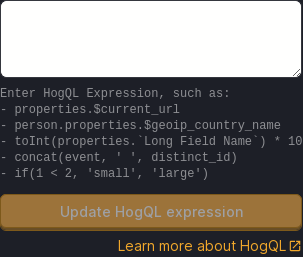 Enter HogQL Expression, such as:
- properties.$current_url
- person.properties.$geoip_country_name
- toInt(properties.`Long Field Name`) * 10
- concat(event, ' ', distinct_id)
- if(1 < 2, 'small', 'large')
Update HogQL expression
Learn more about HogQL